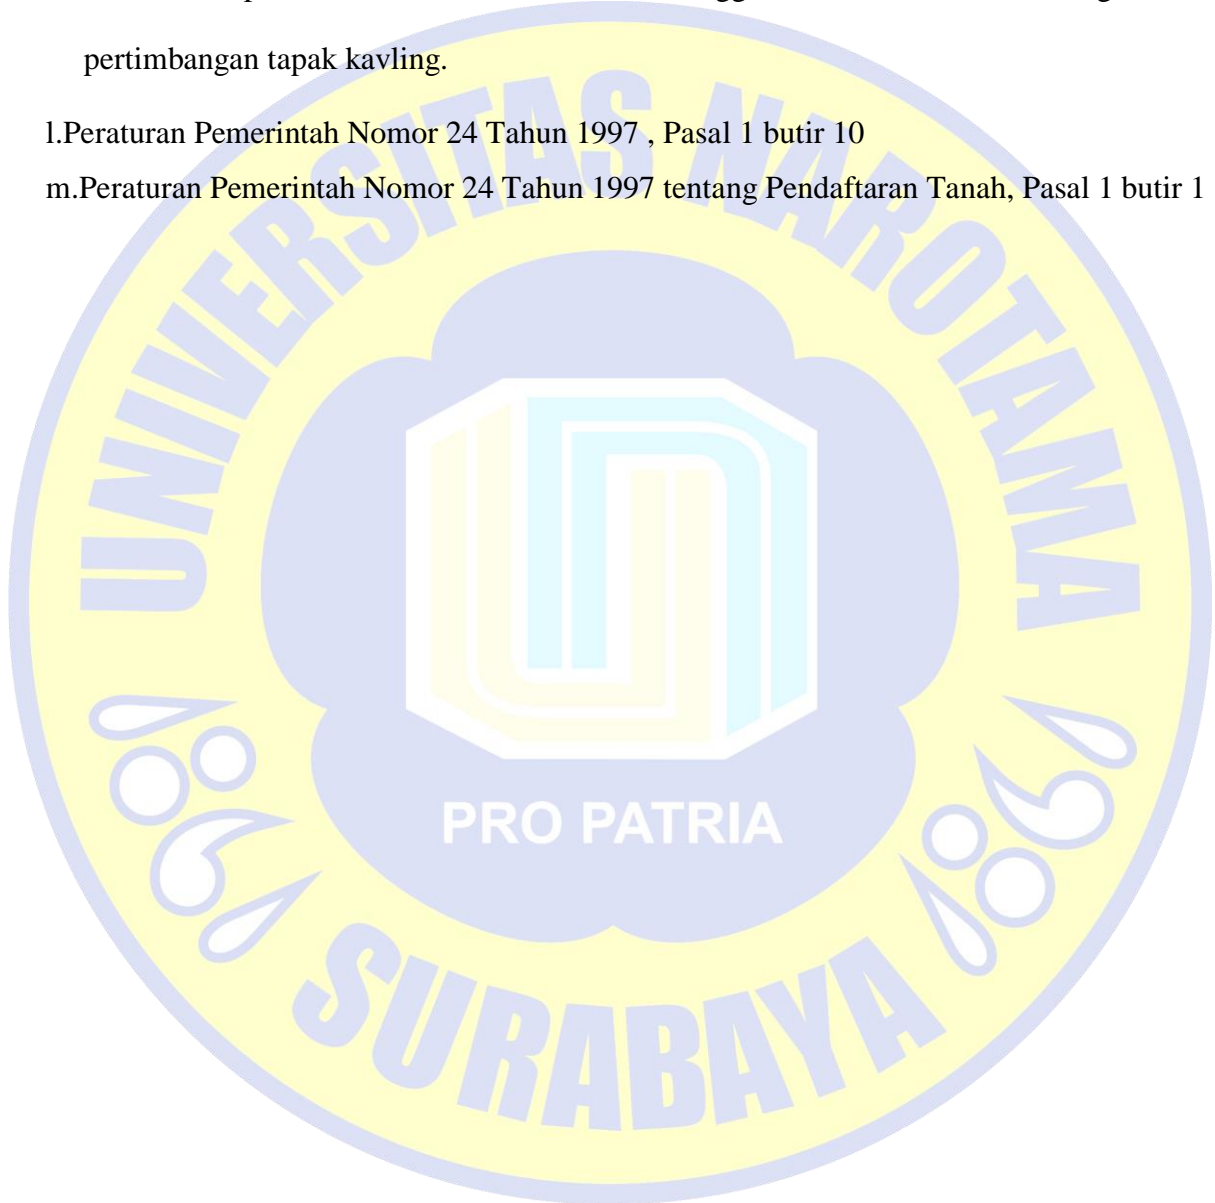 pertimbangan tapak kavling.
l.Peraturan Pemerintah Nomor 24 Tahun 1997 , Pasal 1 butir 10
m.Peraturan Pemerintah Nomor 24 Tahun 1997 tentang Pendaftaran Tanah, Pasal 1 butir 1
UNIVERSITAS NAROTAMA
PRO PATRIA
SURABAYA